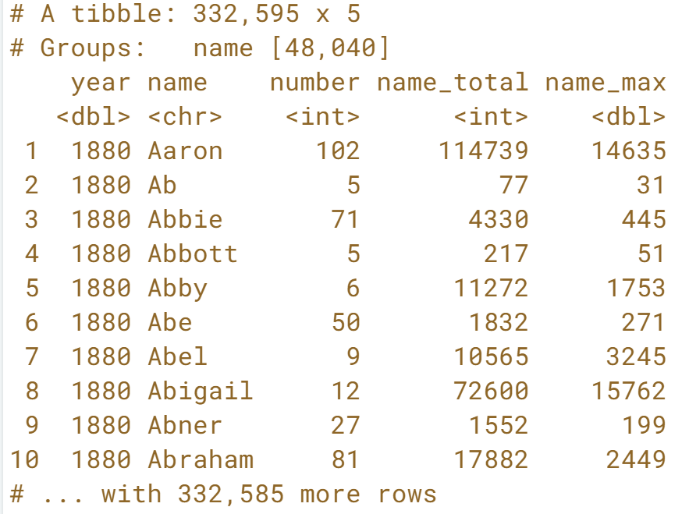 # A tibble: 332,595 x 5
# Groups:   name [48,040]
    year name    number name_total name_max
   <dbl> <chr>    <int>      <int>    <dbl>
 1  1880 Aaron      102     114739    14635
 2  1880 Ab           5         77       31
 3  1880 Abbie       71       4330      445
 4  1880 Abbott       5        217       51
 5  1880 Abby         6      11272     1753
 6  1880 Abe         50       1832      271
 7  1880 Abel         9      10565     3245
 8  1880 Abigail     12      72600    15762
 9  1880 Abner       27       1552      199
10  1880 Abraham     81      17882     2449
# ... with 332,585 more rows